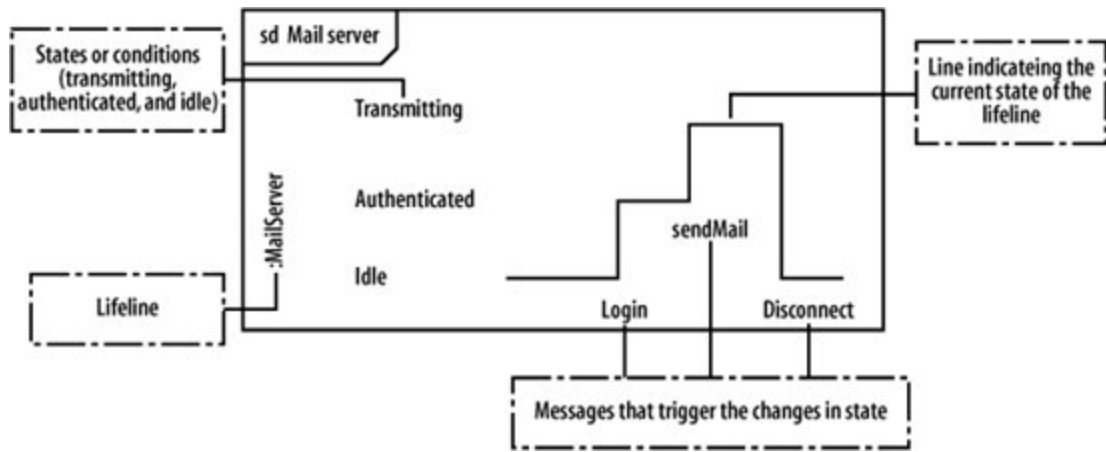 sd Mail server
States or conditions
(transmitting,
authenticated, and idle)
Line indicateing the
current state of the
lifeline
Transmitting
:MailServer
Authenticated
sendMail
Idle
Lifeline
Login
Disconnect
Messages that trigger the changes in state